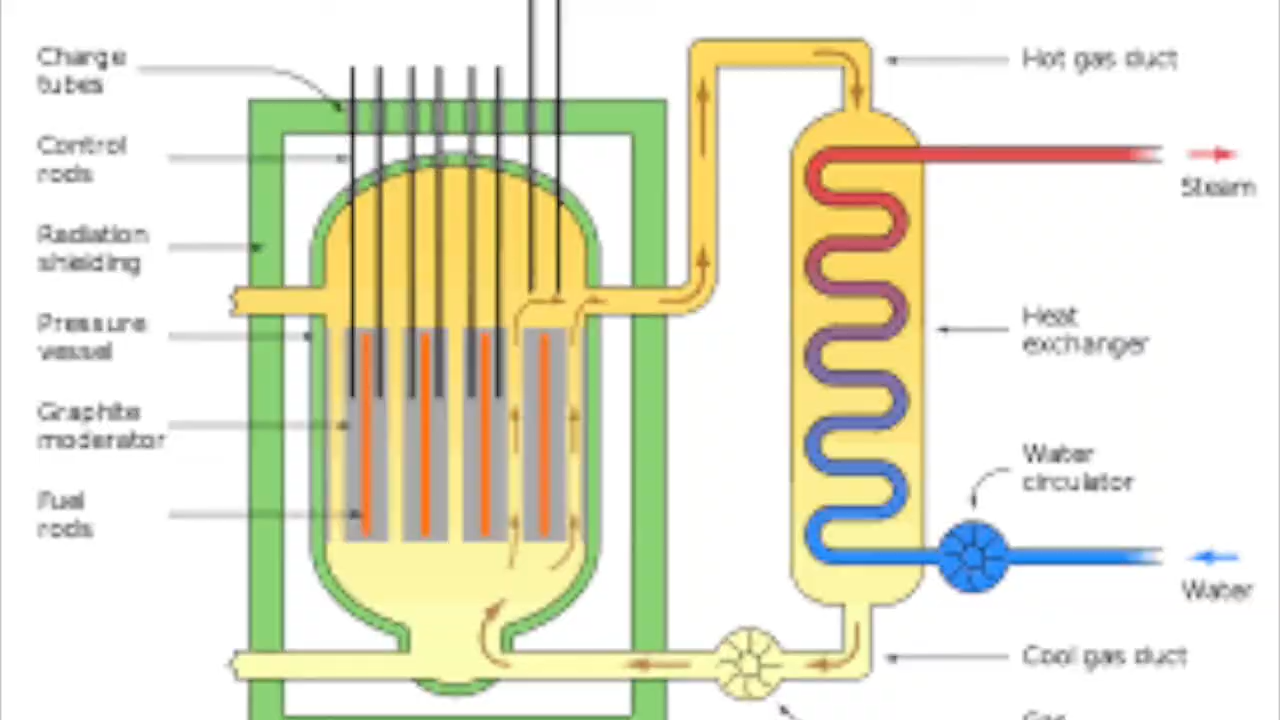 Charge
tubes
Control
rods
Radiation
shielding
Pressure
vessel
Graphite
moderator
Fuel
rods
Hot gas duct
Steam
Heat
exchanger
Water
circulator
Water
Cool gas duct